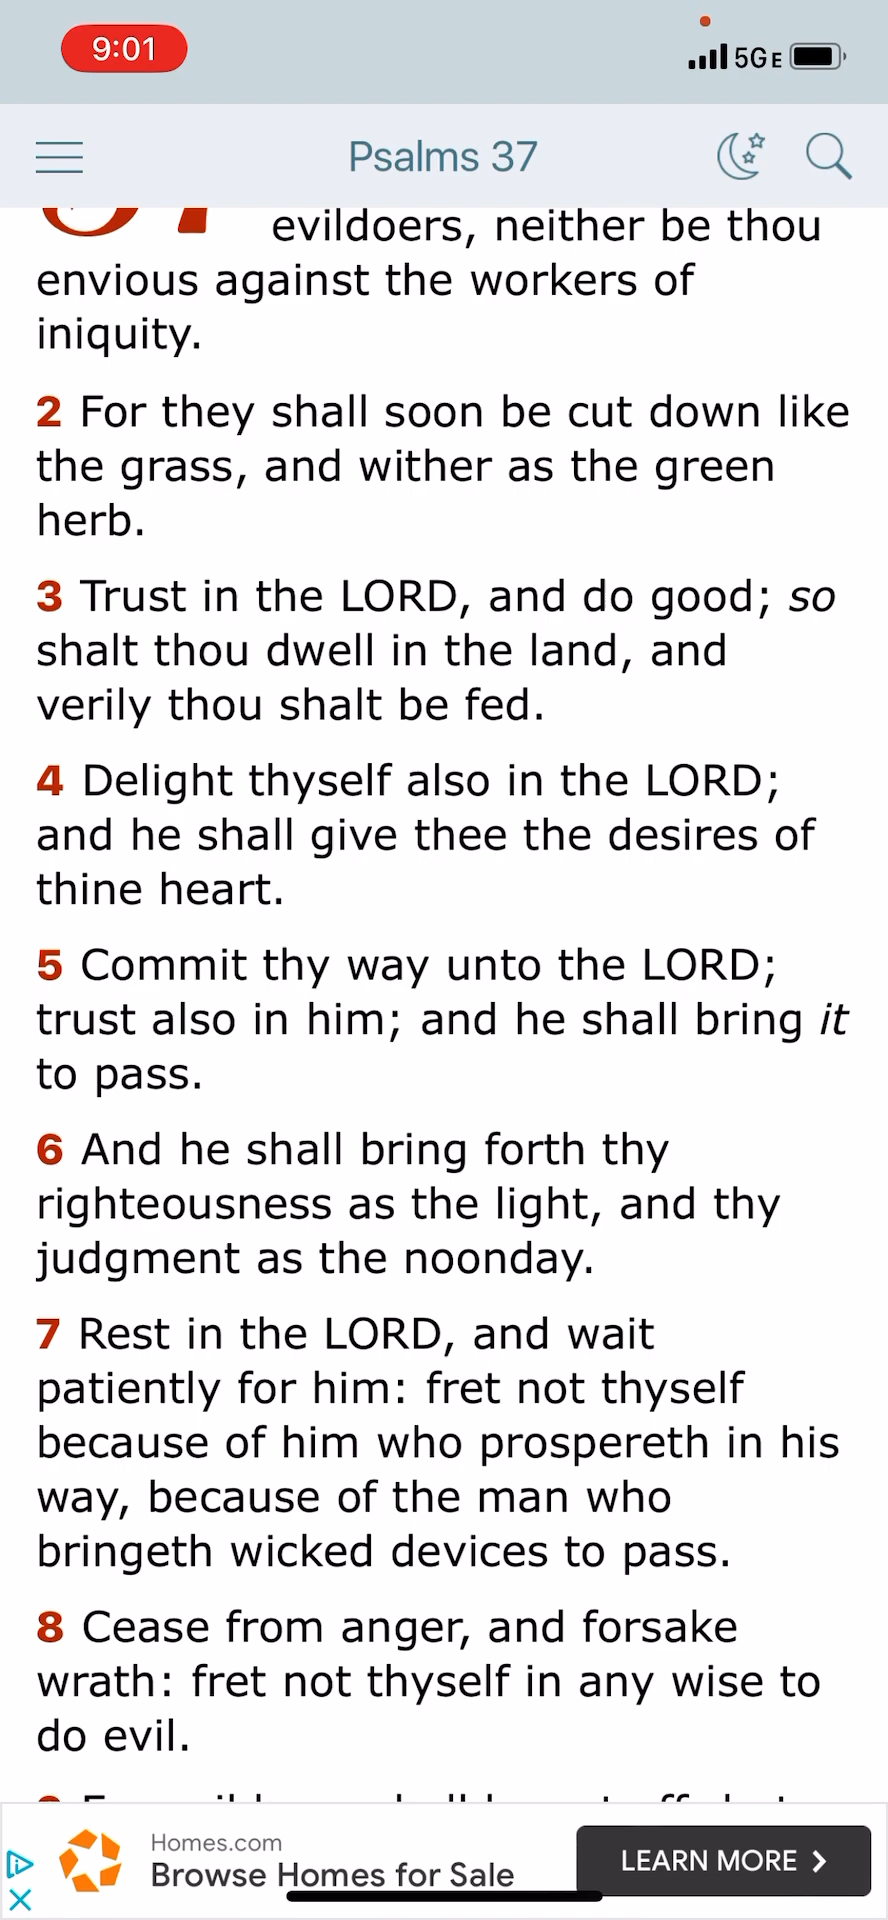 9:01
5GE
Psalms 37
37 evildoers, neither be thou
envious against the workers of
iniquity.
2 For they shall soon be cut down like
the grass, and wither as the green
herb.
3 Trust in the LORD, and do good; so
shalt thou dwell in the land, and
verily thou shalt be fed.
4 Delight thyself also in the LORD;
and he shall give thee the desires of
thine heart.
5 Commit thy way unto the LORD;
trust also in him; and he shall bring it
to pass.
6 And he shall bring forth thy
righteousness as the light, and thy
judgment as the noonday.
7 Rest in the LORD, and wait
patiently for him: fret not thyself
because of him who prospereth in his
way, because of the man who
bringeth wicked devices to pass.
8 Cease from anger, and forsake
wrath: fret not thyself in any wise to
do evil.
Homes.com
Browse Homes for Sale
LEARN MORE